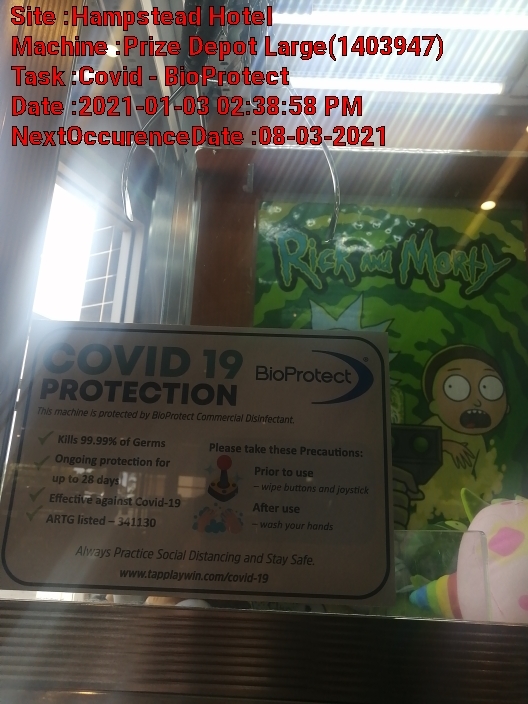 Site :Hampstead Hotel
Machine :Prize Depot Large(1403947)
Task :Covid - BioProtect
Date :2021-01-03 02:38:58 PM
NextOccurenceDate :08-03-2021
Rick and Morty
COVID 19
PROTECTION
BioProtect
This machine is protected by BioProtect Commercial Disinfectant.
Kills 99.99% of Germs
Ongoing protection for
up to 28 days
Effective against Covid-19
ARTG listed – 341130
Please take these Precautions:
Prior to use
– wipe buttons and joystick
After use
– wash your hands
Always Practice Social Distancing and Stay Safe.
www.tapplaywin.com/covid-19